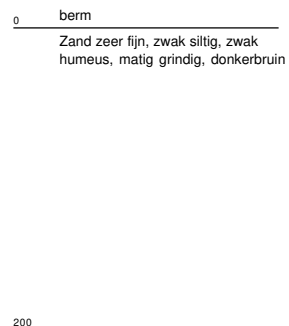 0 berm
Zand zeer fijn, zwak siltig, zwak
humeus, matig grindig, donkerbruin
200